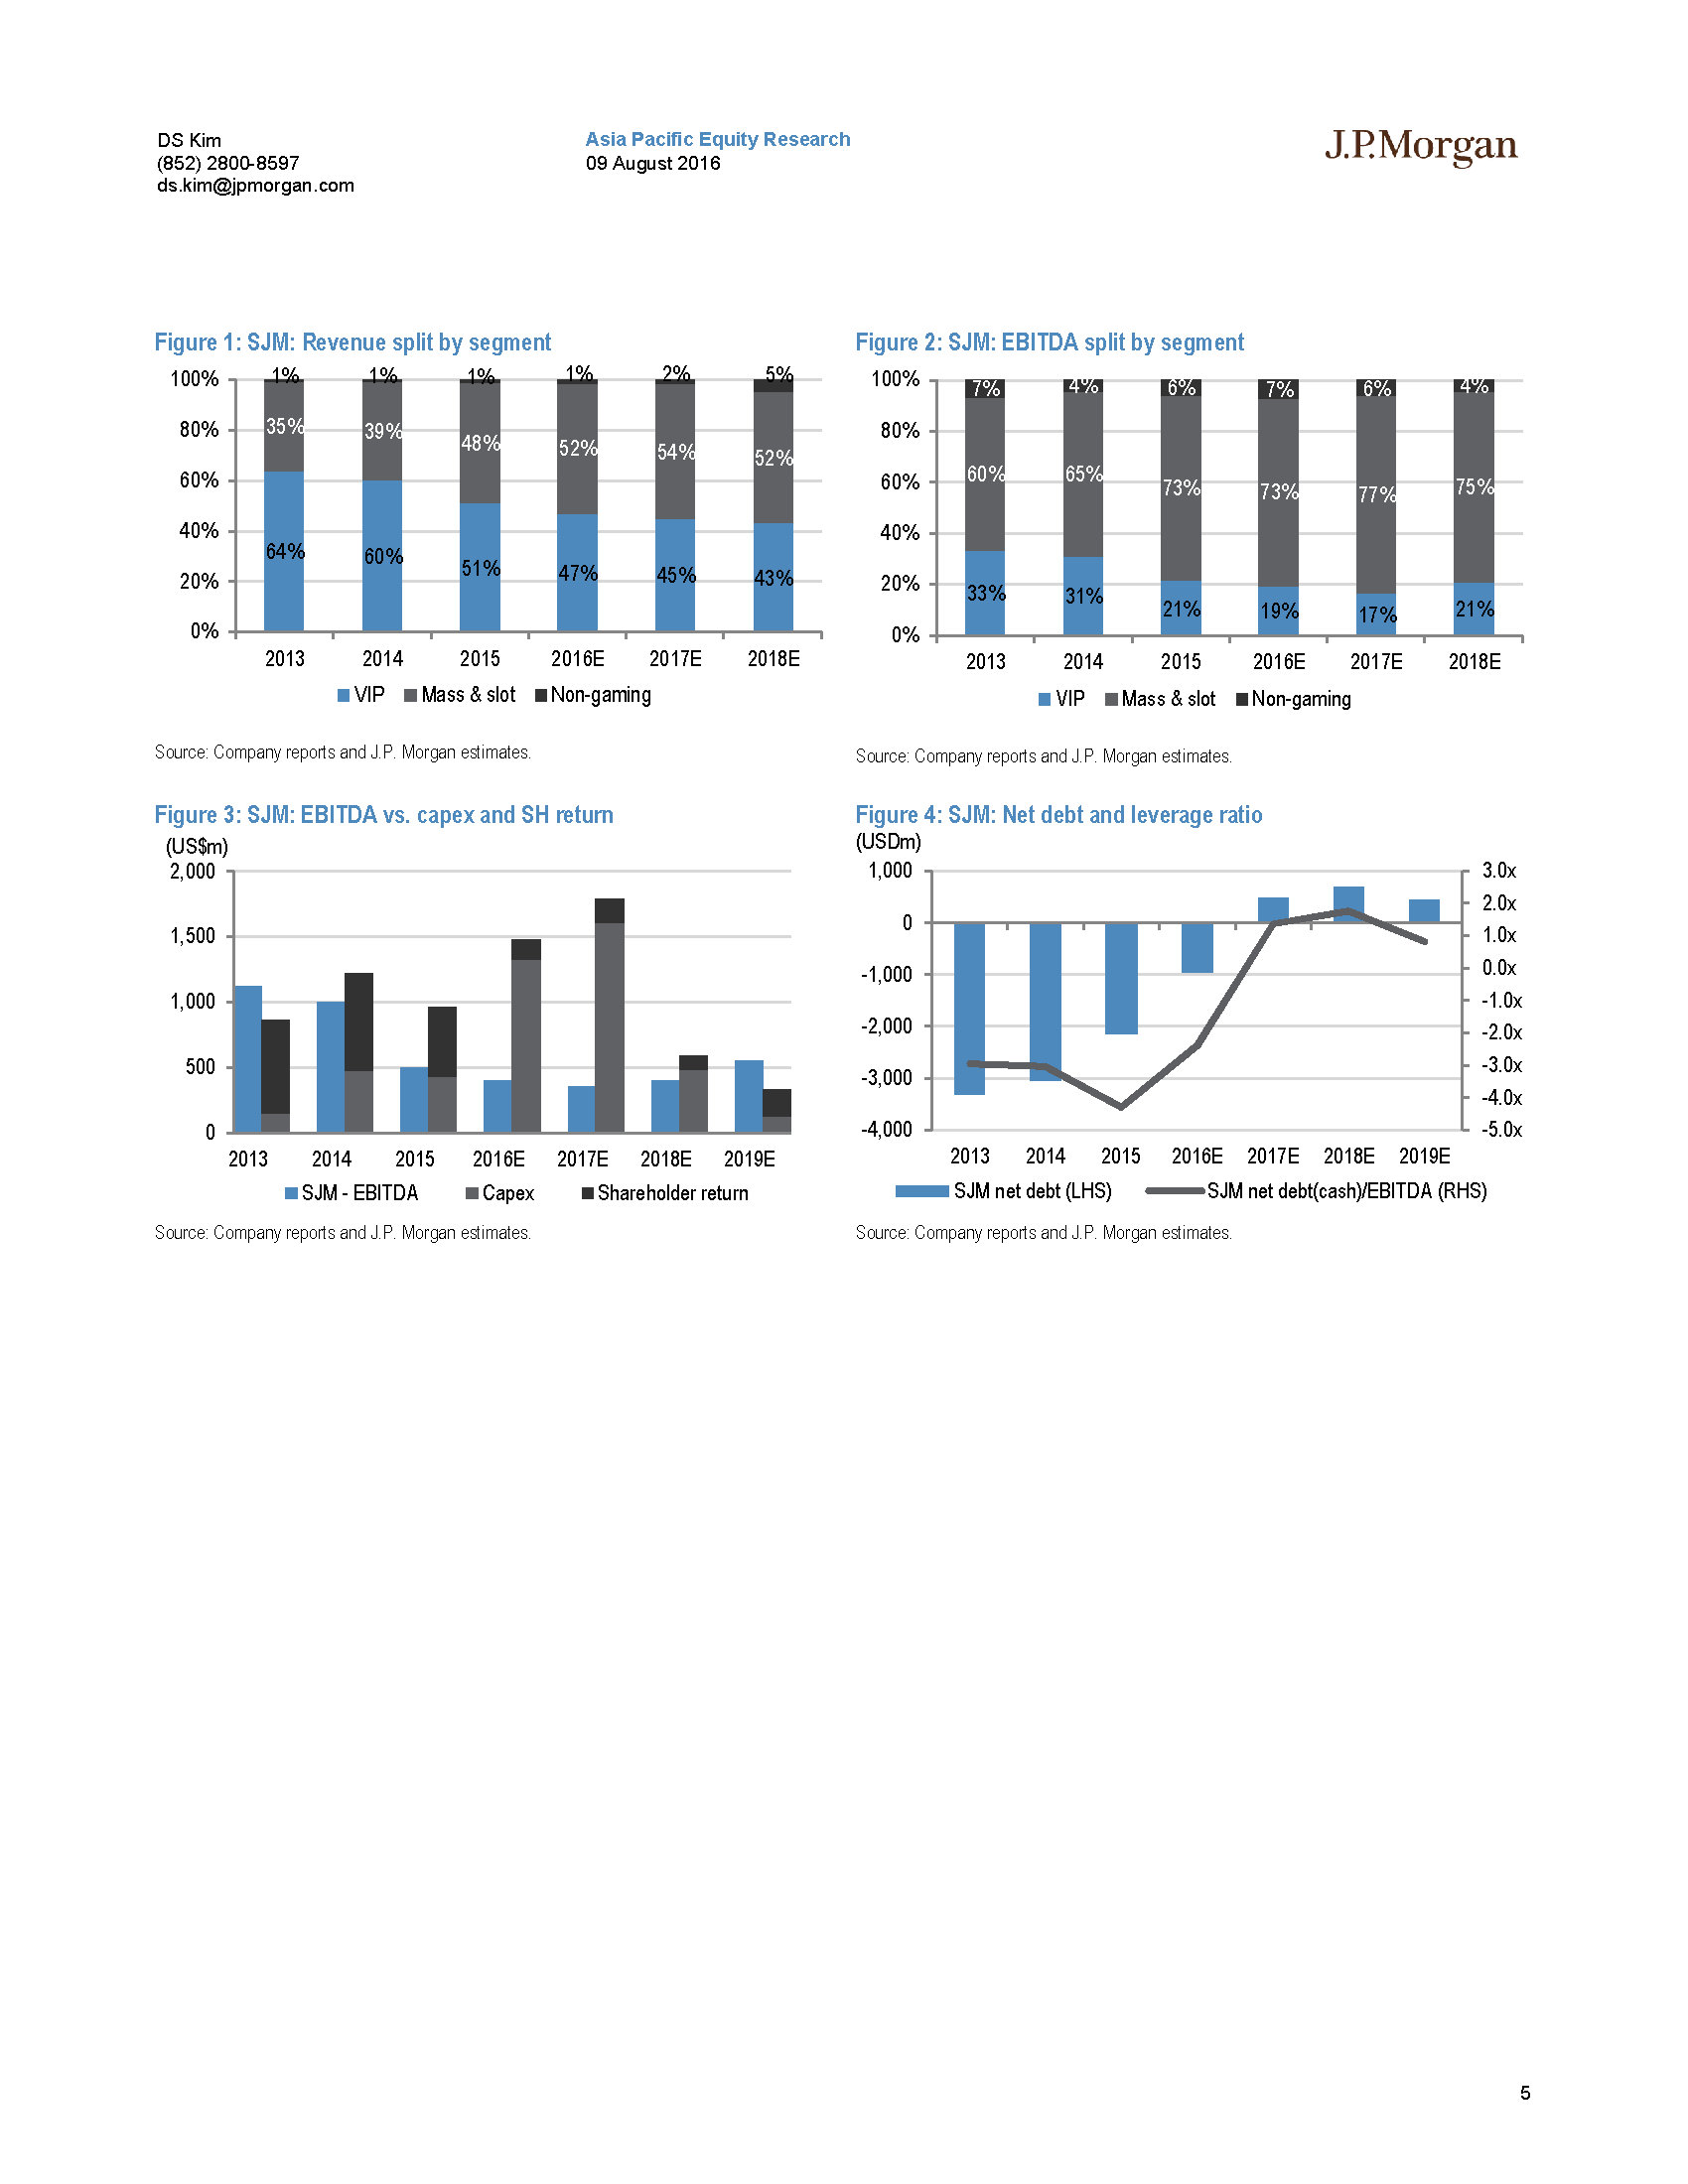 DS Kim
(852) 2800-8597
ds.kim@jpmorgan.com
Asia Pacific Equity Research
09 August 2016
J.P.Morgan
Figure 1: SJM: Revenue split by segment
100%
80%
60%
40%
20%
0%
1% 1% 1% 1% 2% 5%
35% 39% 48% 52% 54% 52%
64% 60% 51% 47% 45% 43%
2013 2014 2015 2016E 2017E 2018E
VIP Mass & slot Non-gaming
Source: Company reports and J.P. Morgan estimates.
Figure 2: SJM: EBITDA split by segment
100%
80%
60%
40%
20%
0%
7% 4% 6% 7% 6% 4%
60% 65% 73% 73% 77% 75%
33% 31% 21% 19% 17% 21%
2013 2014 2015 2016E 2017E 2018E
VIP Mass & slot Non-gaming
Source: Company reports and J.P. Morgan estimates.
Figure 3: SJM: EBITDA vs. capex and SH return
(US$m)
2,000
1,500
1,000
500
0
2013 2014 2015 2016E 2017E 2018E 2019E
SJM - EBITDA Capex Shareholder return
Source: Company reports and J.P. Morgan estimates.
Figure 4: SJM: Net debt and leverage ratio
(USDm)
1,000
0
-1,000
-2,000
-3,000
-4,000
3.0x
2.0x
1.0x
0.0x
-1.0x
-2.0x
-3.0x
-4.0x
-5.0x
2013 2014 2015 2016E 2017E 2018E 2019E
SJM net debt (LHS) SJM net debt(cash)/EBITDA (RHS)
Source: Company reports and J.P. Morgan estimates.
5